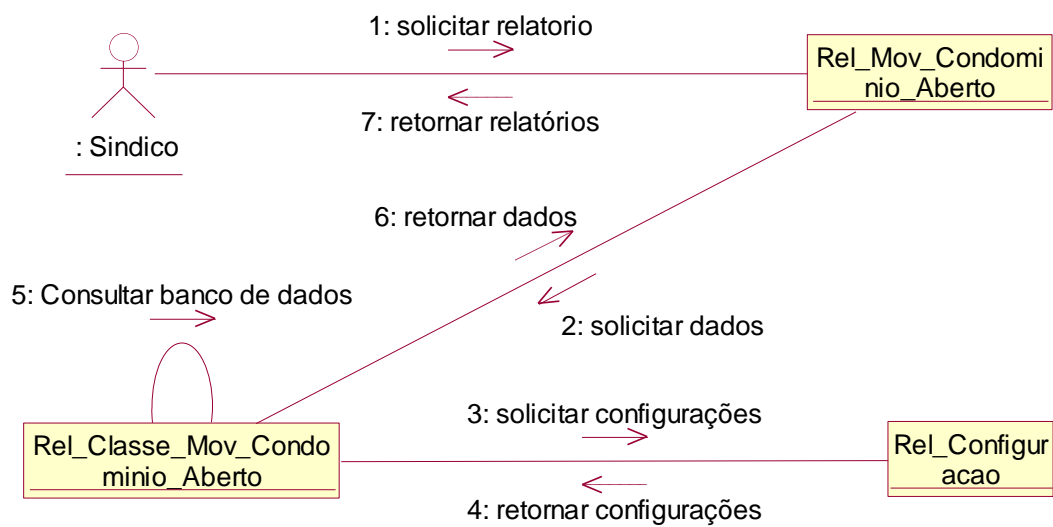 1: solicitar relatorio
Rel_Mov_Condomi
nio_Aberto
7: retornar relatórios
: Sindico
6: retornar dados
5: Consultar banco de dados
2: solicitar dados
3: solicitar configurações
Rel_Classe_Mov_Condo
minio_Aberto
Rel_Configur
acao
4: retornar configurações